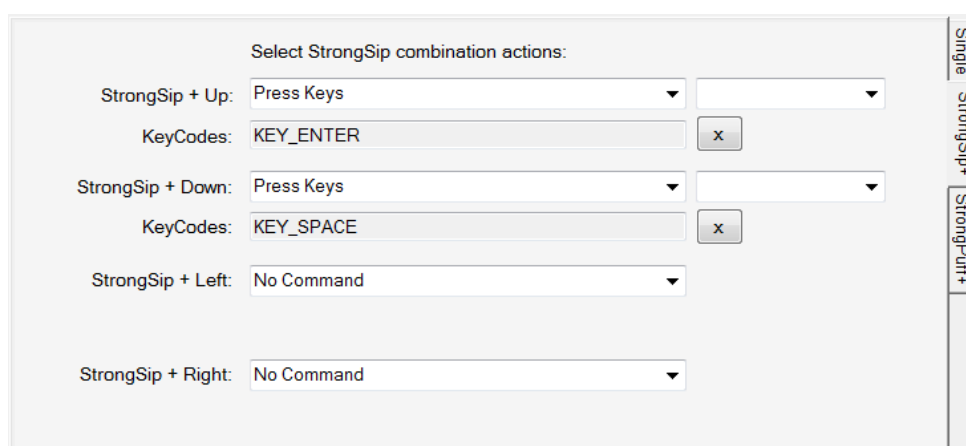 Select StrongSip combination actions:
StrongSip + Up: Press Keys
KeyCodes: KEY_ENTER x
StrongSip + Down: Press Keys
KeyCodes: KEY_SPACE x
StrongSip + Left: No Command
StrongSip + Right: No Command
Single
StrongSip+
StrongPuff+